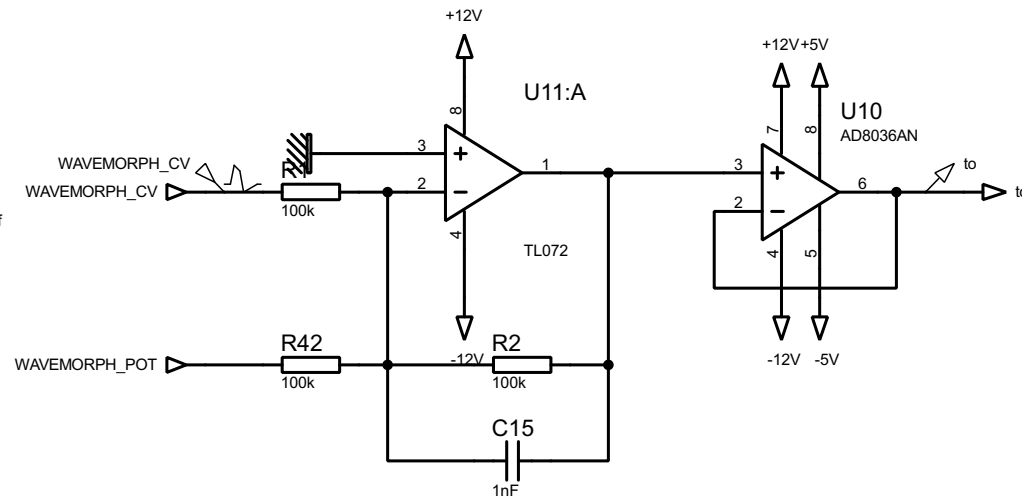 +12V
U11:A
8
3
1
2
4
TL072
-12V
WAVEMORPH_CV
WAVEMORPH_CV
R1
100k
WAVEMORPH_POT
R42
100k
R2
100k
C15
1nF
+12V
+5V
U10
AD8036AN
7
8
3
2
6
4
5
-12V
-5V
to
to
f